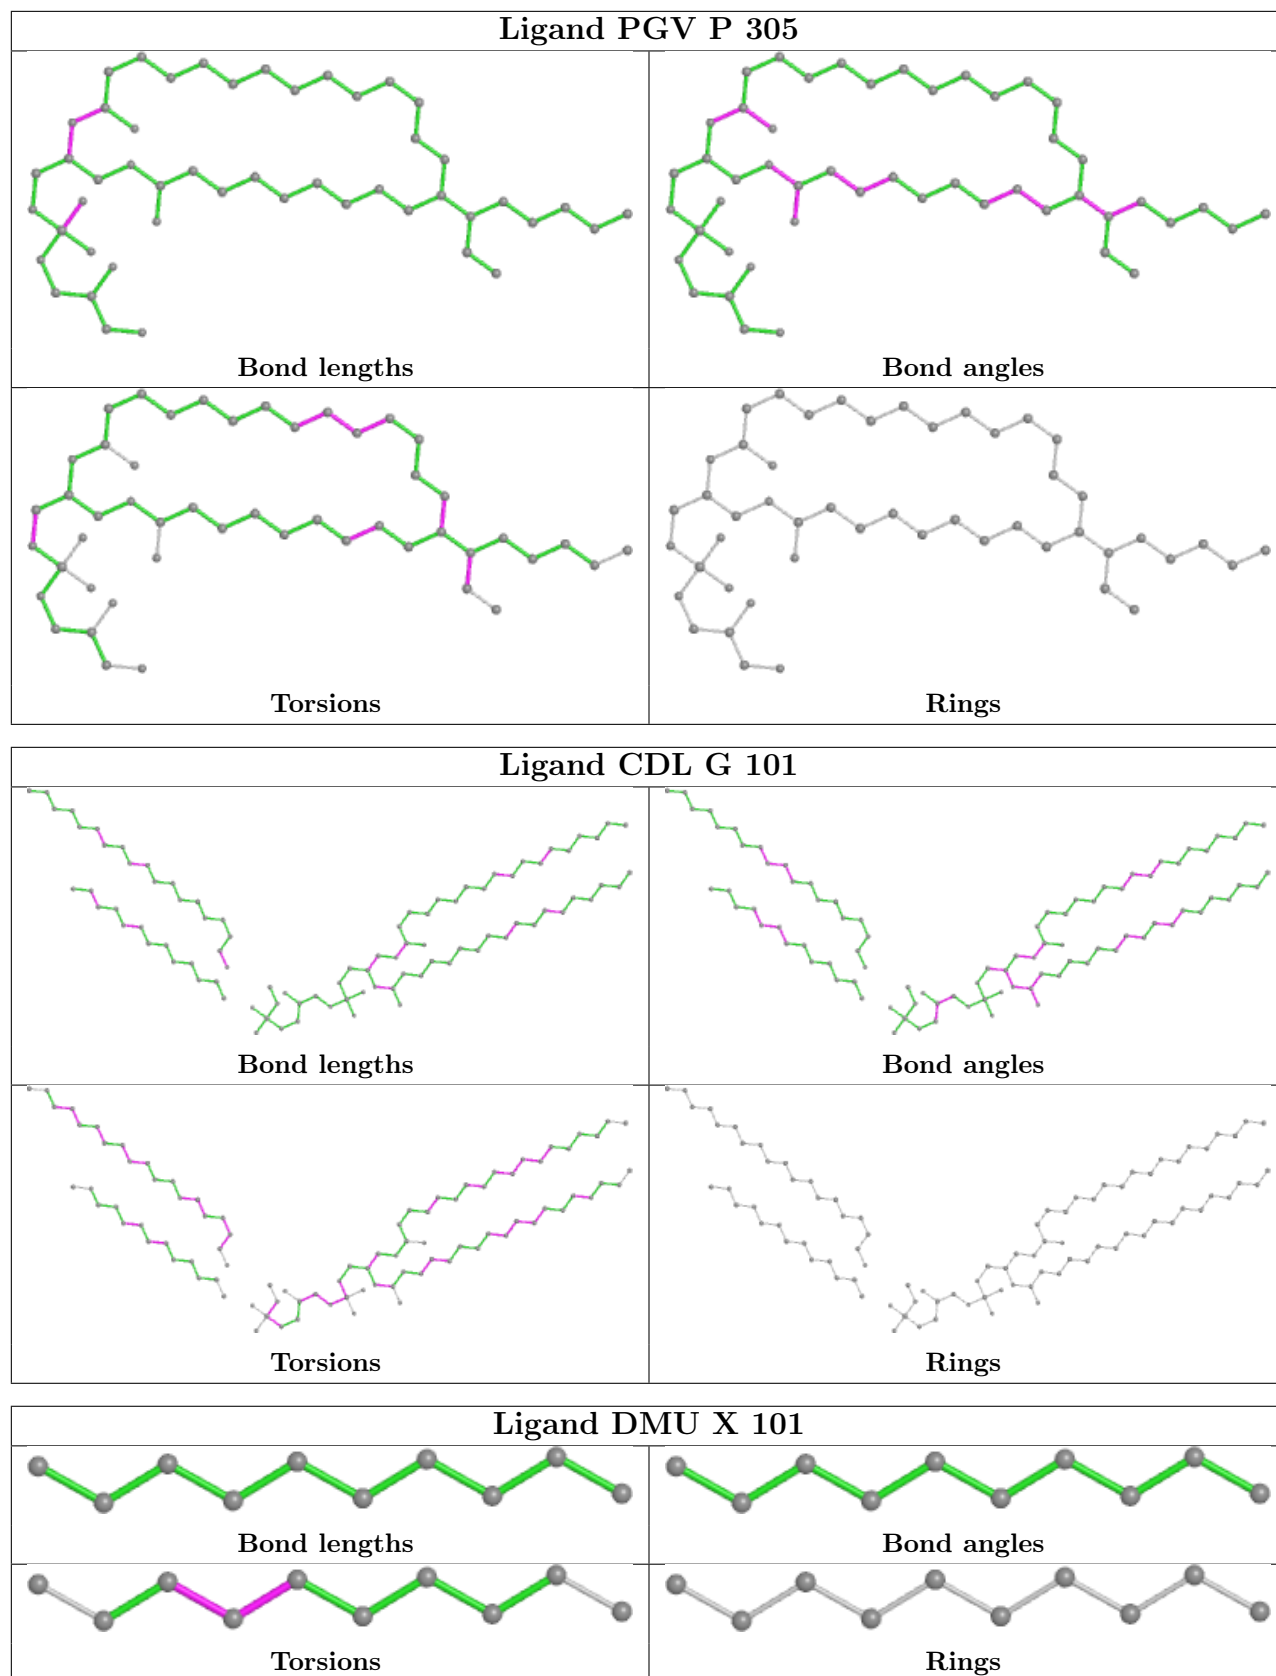 Ligand PGV P 305
Bond lengths
Bond angles
Torsions
Rings
Ligand CDL G 101
Bond lengths
Bond angles
Torsions
Rings
Ligand DMU X 101
Bond lengths
Bond angles
Torsions
Rings